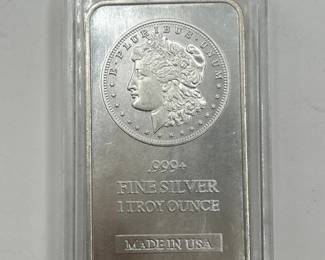 E·PLURIBUS·UNUM
.999+
FINE SILVER
1 TROY OUNCE
MADE IN USA